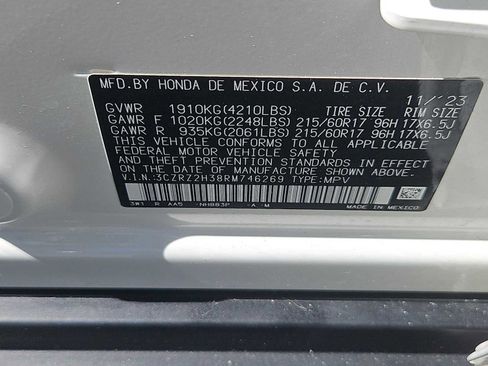 MFD.BY HONDA DE MEXICO S.A. DE C.V. 11/'23
GVWR 1910KG(4210LBS) TIRE SIZE RIM SIZE
GAWR F 1020KG(2248LBS) 215/60R17 96H 17X6.5J
GAWR R 935KG(2061LBS) 215/60R17 96H 17X6.5J
THIS VEHICLE CONFORMS TO ALL APPLICABLE
FEDERAL MOTOR VEHICLE SAFETY
AND THEFT PREVENTION STANDARDS IN EFFECT ON
THE DATE OF MANUFACTURE SHOWN ABOVE.
V.I.N.:3CZRZ2H38RM746269 TYPE:MPV
3W1 R AA5 NH883P A M MADE IN MEXICO